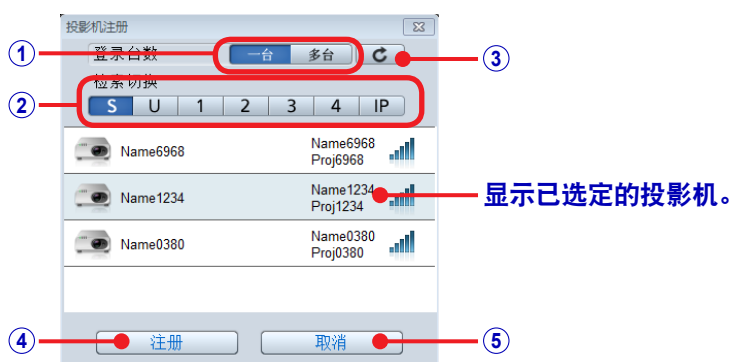 投影机注册
① 登录台数 一台 多台 ③
检索切换
② S U 1 2 3 4 IP
Name6968 Name6968
Proj6968
Name1234 Name1234
Proj1234
显示已选定的投影机。
Name0380 Name0380
Proj0380
④ 注册 取消 ⑤